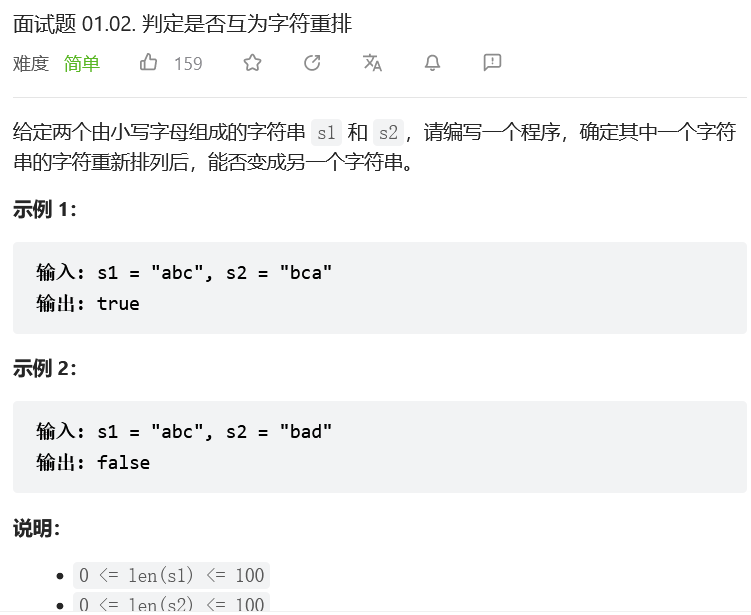 面试题 01.02. 判定是否互为字符重排
难度 简单 159
给定两个由小写字母组成的字符串 s1 和 s2，请编写一个程序，确定其中一个字符
串的字符重新排列后，能否变成另一个字符串。
示例 1：
输入: s1 = "abc", s2 = "bca"
输出: true
示例 2：
输入: s1 = "abc", s2 = "bad"
输出: false
说明：
0 <= len(s1) <= 100
0 <= len(s2) <= 100